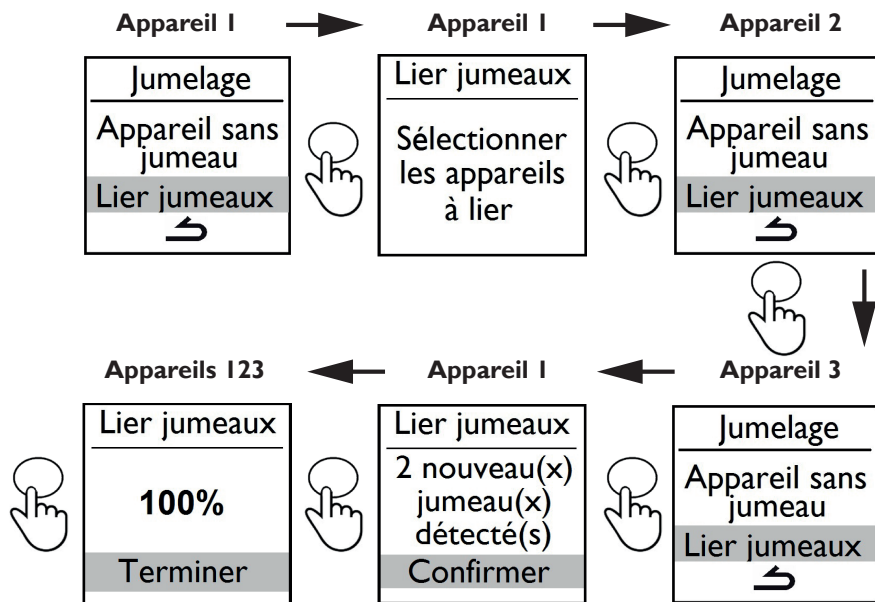 Appareil 1
Appareil 1
Appareil 2
Jumelage
Appareil sans
jumeau
Lier jumeaux
Lier jumeaux
Sélectionner
les appareils
à lier
Jumelage
Appareil sans
jumeau
Lier jumeaux
Appareils 123
Appareil 1
Appareil 3
Lier jumeaux
100%
Terminer
Lier jumeaux
2 nouveau(x)
jumeau(x)
détecté(s)
Confirmer
Jumelage
Appareil sans
jumeau
Lier jumeaux